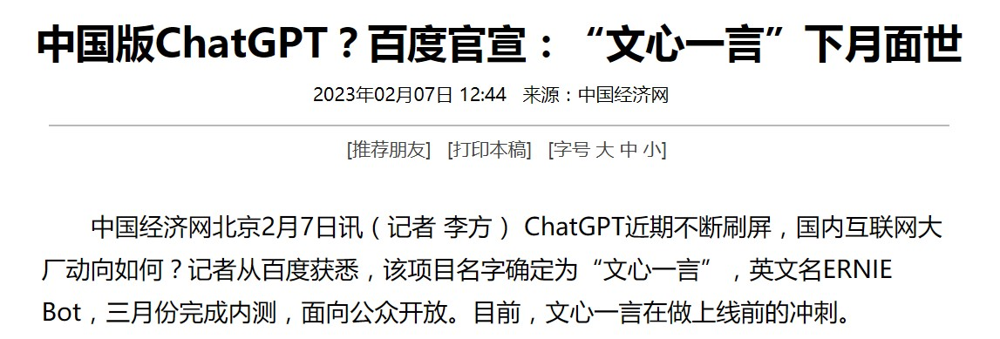 中国版ChatGPT？百度官宣：“文心一言”下月面世
2023年02月07日 12:44 来源：中国经济网
[推荐朋友] [打印本稿] [字号 大 中 小]
中国经济网北京2月7日讯（记者 李方） ChatGPT近期不断刷屏，国内互联网大
厂动向如何？记者从百度获悉，该项目名字确定为“文心一言”，英文名ERNIE
Bot，三月份完成内测，面向公众开放。目前，文心一言在做上线前的冲刺。